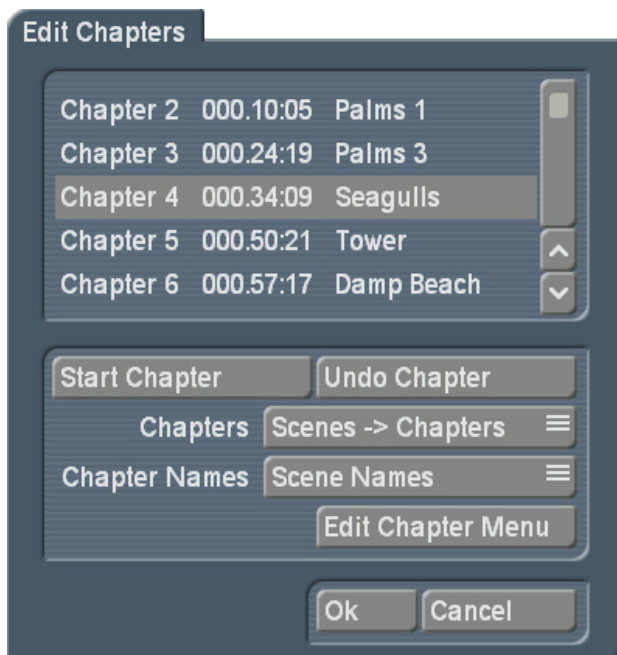 Edit Chapters
Chapter 2 000.10:05 Palms 1
Chapter 3 000.24:19 Palms 3
Chapter 4 000.34:09 Seagulls
Chapter 5 000.50:21 Tower
Chapter 6 000.57:17 Damp Beach
Start Chapter Undo Chapter
Chapters Scenes -> Chapters
Chapter Names Scene Names
Edit Chapter Menu
Ok Cancel